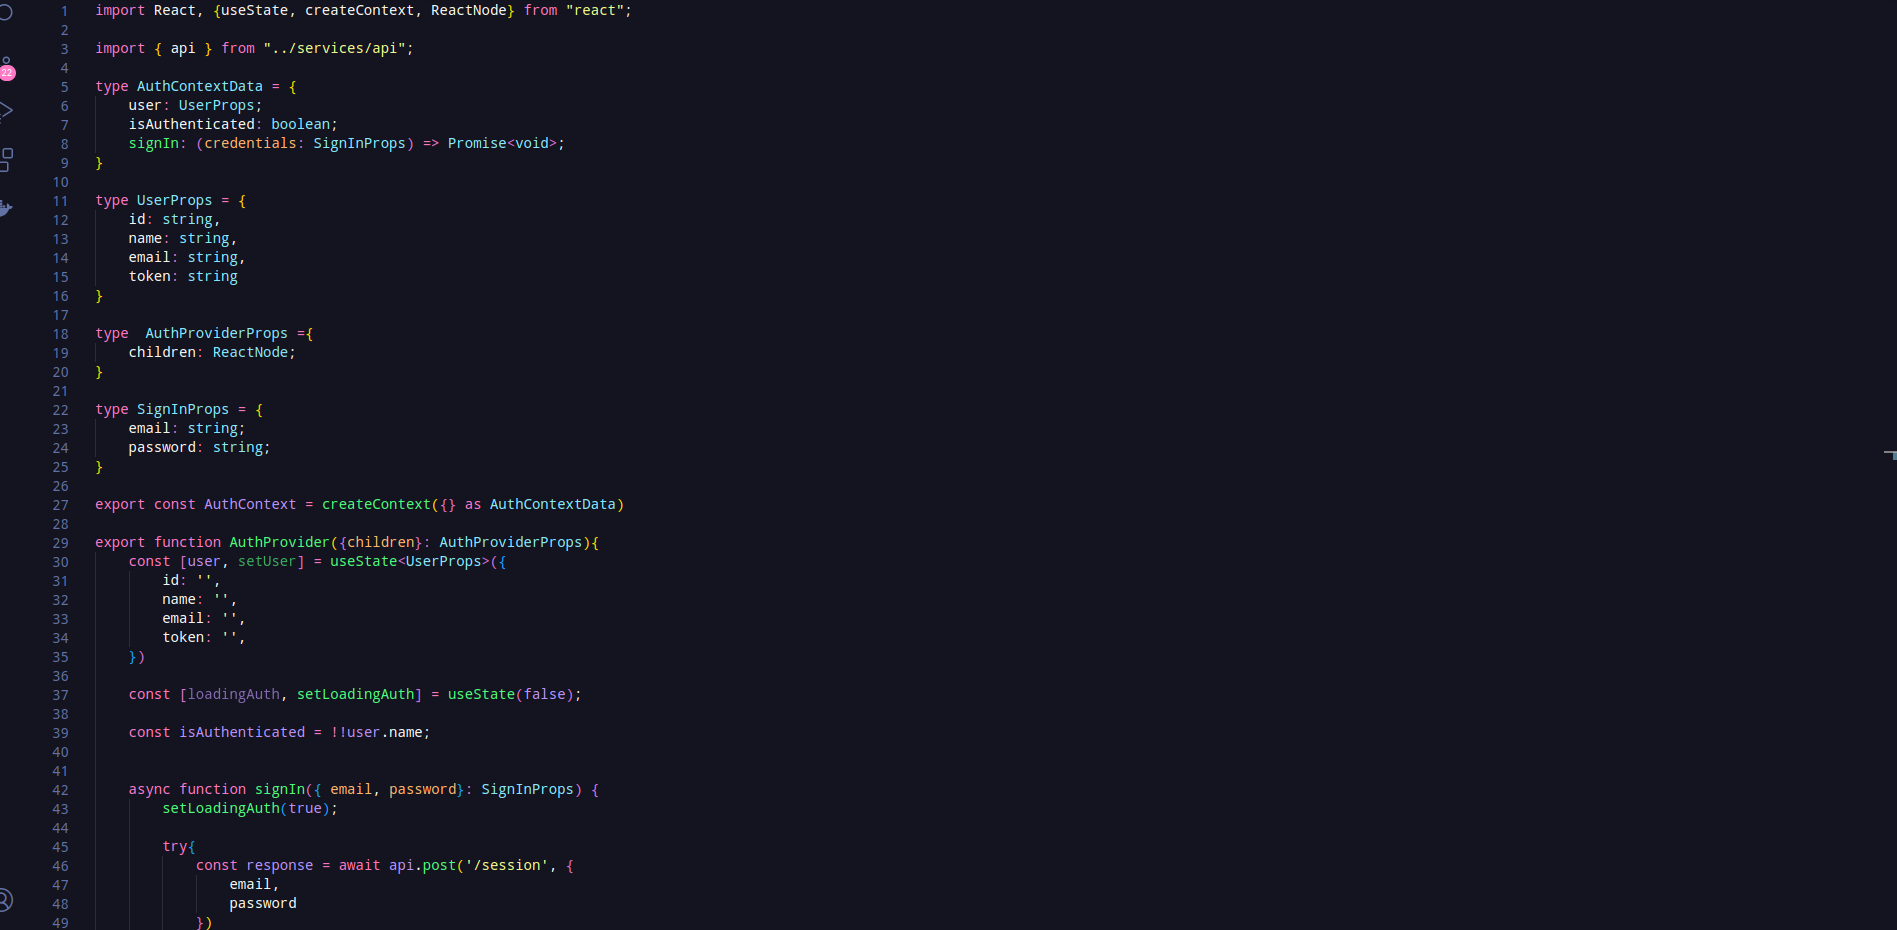 22
1 import React, {useState, createContext, ReactNode} from "react";
2
3 import { api } from "../services/api";
4
5 type AuthContextData = {
6     user: UserProps;
7     isAuthenticated: boolean;
8     signIn: (credentials: SignInProps) => Promise<void>;
9 }
10
11 type UserProps = {
12     id: string,
13     name: string,
14     email: string,
15     token: string
16 }
17
18 type  AuthProviderProps ={
19     children: ReactNode;
20 }
21
22 type SignInProps = {
23     email: string;
24     password: string;
25 }
26
27 export const AuthContext = createContext({} as AuthContextData)
28
29 export function AuthProvider({children}: AuthProviderProps){
30     const [user, setUser] = useState<UserProps>({
31         id: '',
32         name: '',
33         email: '',
34         token: '',
35     })
36
37     const [loadingAuth, setLoadingAuth] = useState(false);
38
39     const isAuthenticated = !!user.name;
40
41
42     async function signIn({ email, password}: SignInProps) {
43         setLoadingAuth(true);
44
45         try{
46             const response = await api.post('/session', {
47                 email,
48                 password
49             })